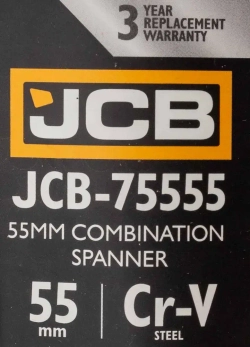 3 YEAR
REPLACEMENT
WARRANTY
JCB
JCB-75555
55MM COMBINATION
SPANNER
55
mm
Cr-V
STEEL